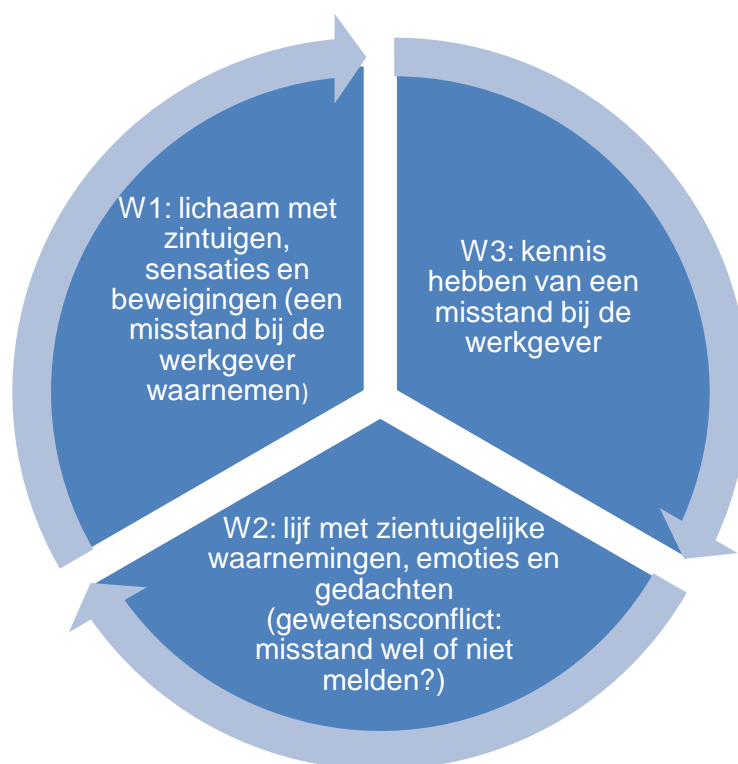 W1: lichaam met
zintuigen,
sensaties en
beweigingen (een
misstand bij de
werkgever
waarnemen)
W3: kennis
hebben van een
misstand bij de
werkgever
W2: lijf met zientuigelijke
waarnemingen, emoties en
gedachten
(gewetensconflict:
misstand wel of niet
melden?)